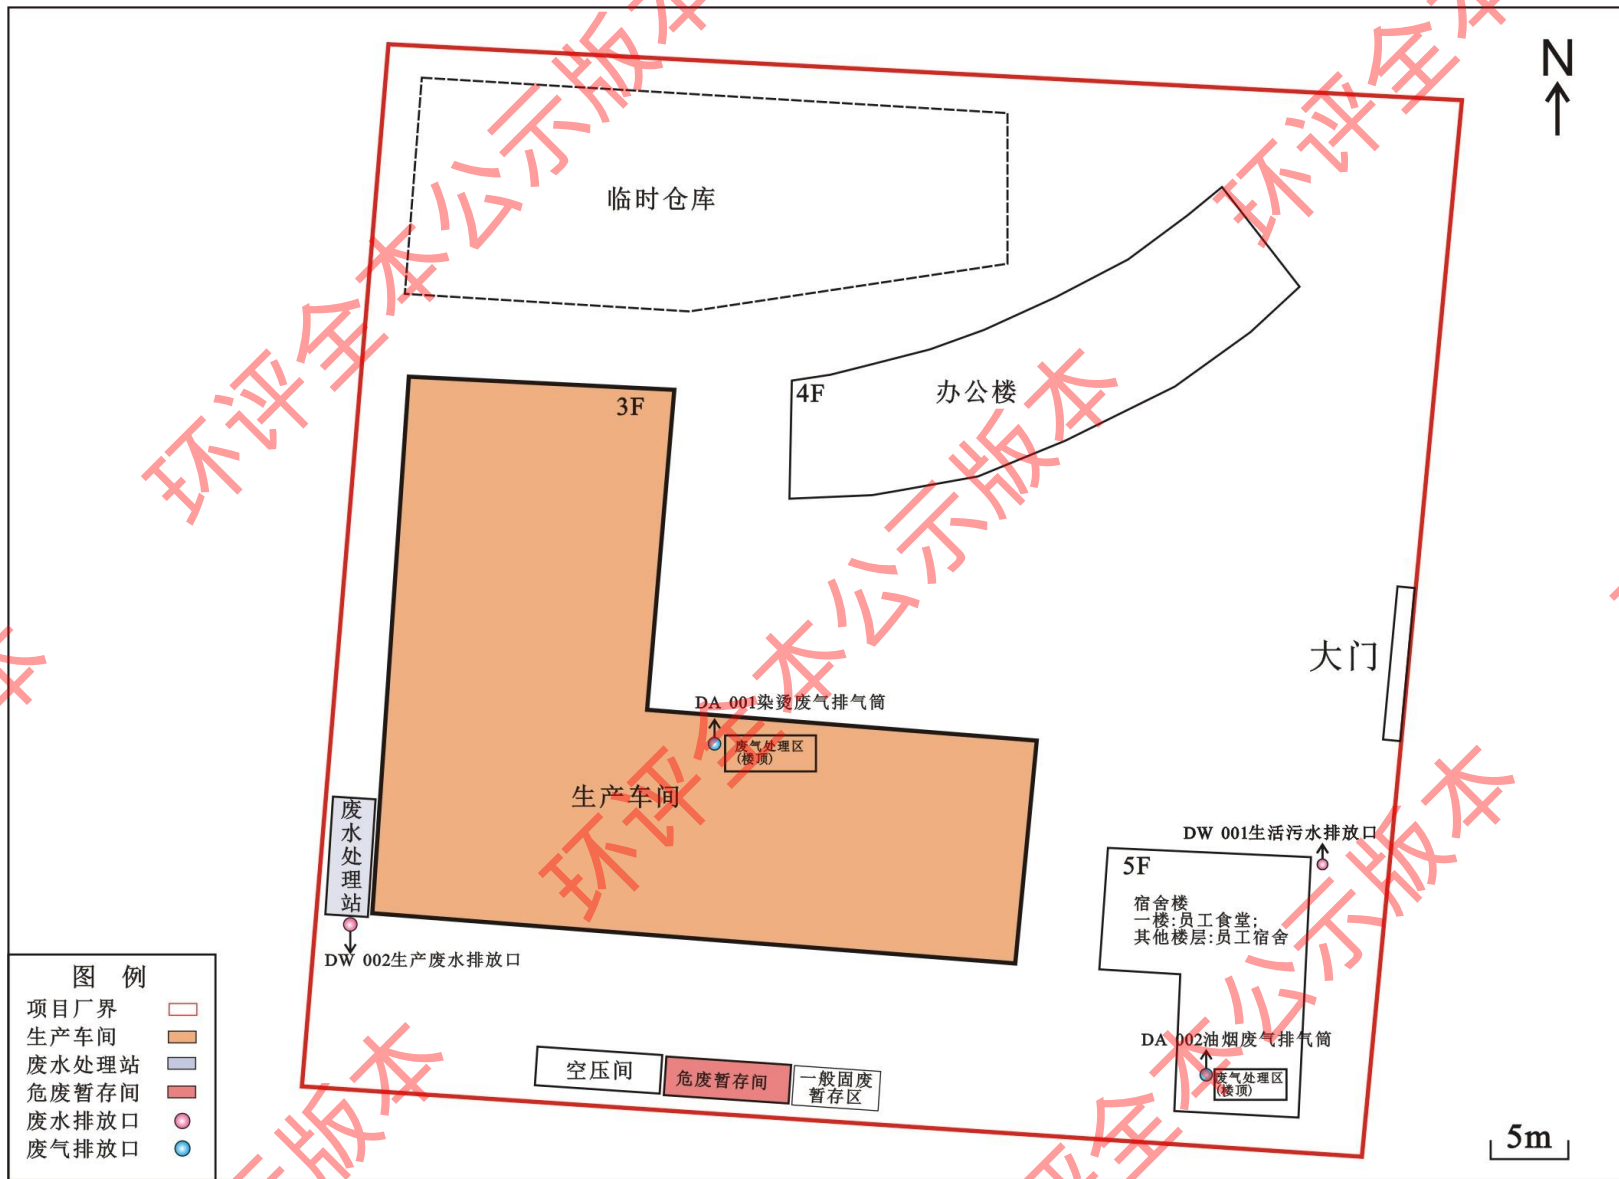 环评全本公示版本
环评全本
N
临时仓库
3F
4F
办公楼
环评全本公示版本
大门
DA 001染烫废气排气筒
废气处理区
(楼顶)
生产车间
废水处理站
DW 002生产废水排放口
DW 001生活污水排放口
5F
宿舍楼
一楼:员工食堂;
其他楼层:员工宿舍
DA 002油烟废气排气筒
废气处理区
(楼顶)
空压间
危废暂存间
一般固废
暂存区
图 例
项目厂界
生产车间
废水处理站
危废暂存间
废水排放口
废气排放口
5m
本
示版本
环评全本公示版本